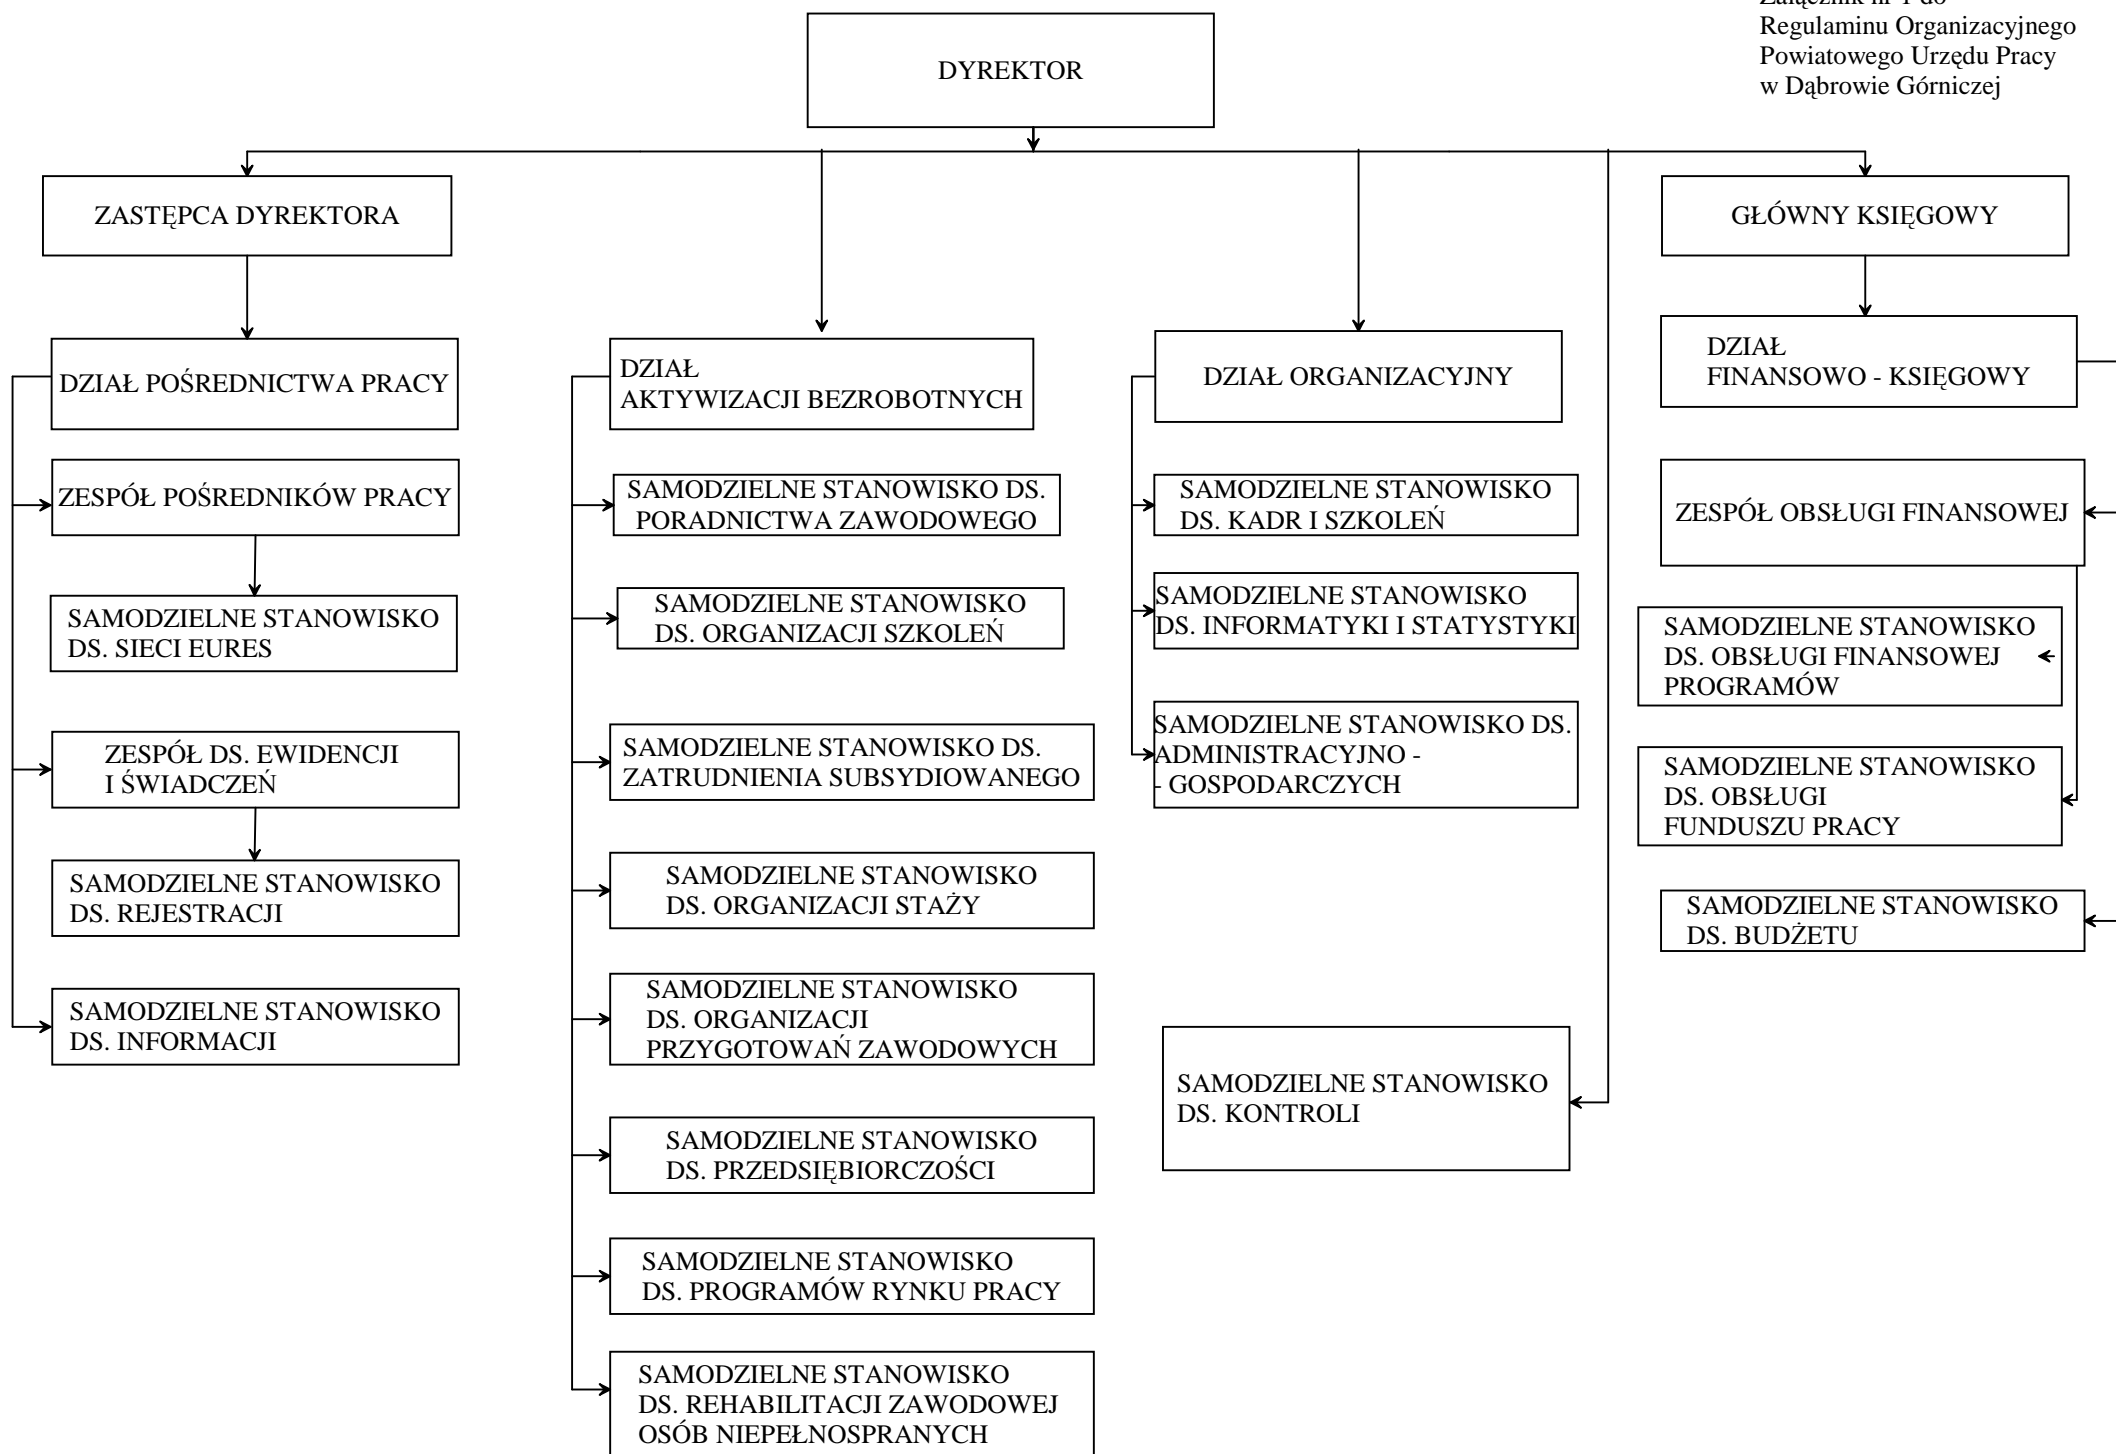 Załącznik nr 1 do
Regulaminu Organizacyjnego
Powiatowego Urzędu Pracy
w Dąbrowie Górniczej
DYREKTOR
ZASTĘPCA DYREKTORA
GŁÓWNY KSIĘGOWY
DZIAŁ POŚREDNICTWA PRACY
ZESPÓŁ POŚREDNIKÓW PRACY
SAMODZIELNE STANOWISKO
DS. SIECI EURES
ZESPÓŁ DS. EWIDENCJI
I ŚWIADCZEŃ
SAMODZIELNE STANOWISKO
DS. REJESTRACJI
SAMODZIELNE STANOWISKO
DS. INFORMACJI
DZIAŁ
AKTYWIZACJI BEZROBOTNYCH
SAMODZIELNE STANOWISKO DS.
PORADNICTWA ZAWODOWEGO
SAMODZIELNE STANOWISKO
DS. ORGANIZACJI SZKOLEŃ
SAMODZIELNE STANOWISKO DS.
ZATRUDNIENIA SUBSYDIOWANEGO
SAMODZIELNE STANOWISKO
DS. ORGANIZACJI STAŻY
SAMODZIELNE STANOWISKO
DS. ORGANIZACJI
PRZYGOTOWAŃ ZAWODOWYCH
SAMODZIELNE STANOWISKO
DS. PRZEDSIĘBIORCZOŚCI
SAMODZIELNE STANOWISKO
DS. PROGRAMÓW RYNKU PRACY
SAMODZIELNE STANOWISKO
DS. REHABILITACJI ZAWODOWEJ
OSÓB NIEPEŁNOSPRANYCH
DZIAŁ ORGANIZACYJNY
SAMODZIELNE STANOWISKO
DS. KADR I SZKOLEŃ
SAMODZIELNE STANOWISKO
DS. INFORMATYKI I STATYSTYKI
SAMODZIELNE STANOWISKO DS.
ADMINISTRACYJNO -
- GOSPODARCZYCH
SAMODZIELNE STANOWISKO
DS. KONTROLI
DZIAŁ
FINANSOWO - KSIĘGOWY
ZESPÓŁ OBSŁUGI FINANSOWEJ
SAMODZIELNE STANOWISKO
DS. OBSŁUGI FINANSOWEJ
PROGRAMÓW
SAMODZIELNE STANOWISKO
DS. OBSŁUGI
FUNDUSZU PRACY
SAMODZIELNE STANOWISKO
DS. BUDŻETU